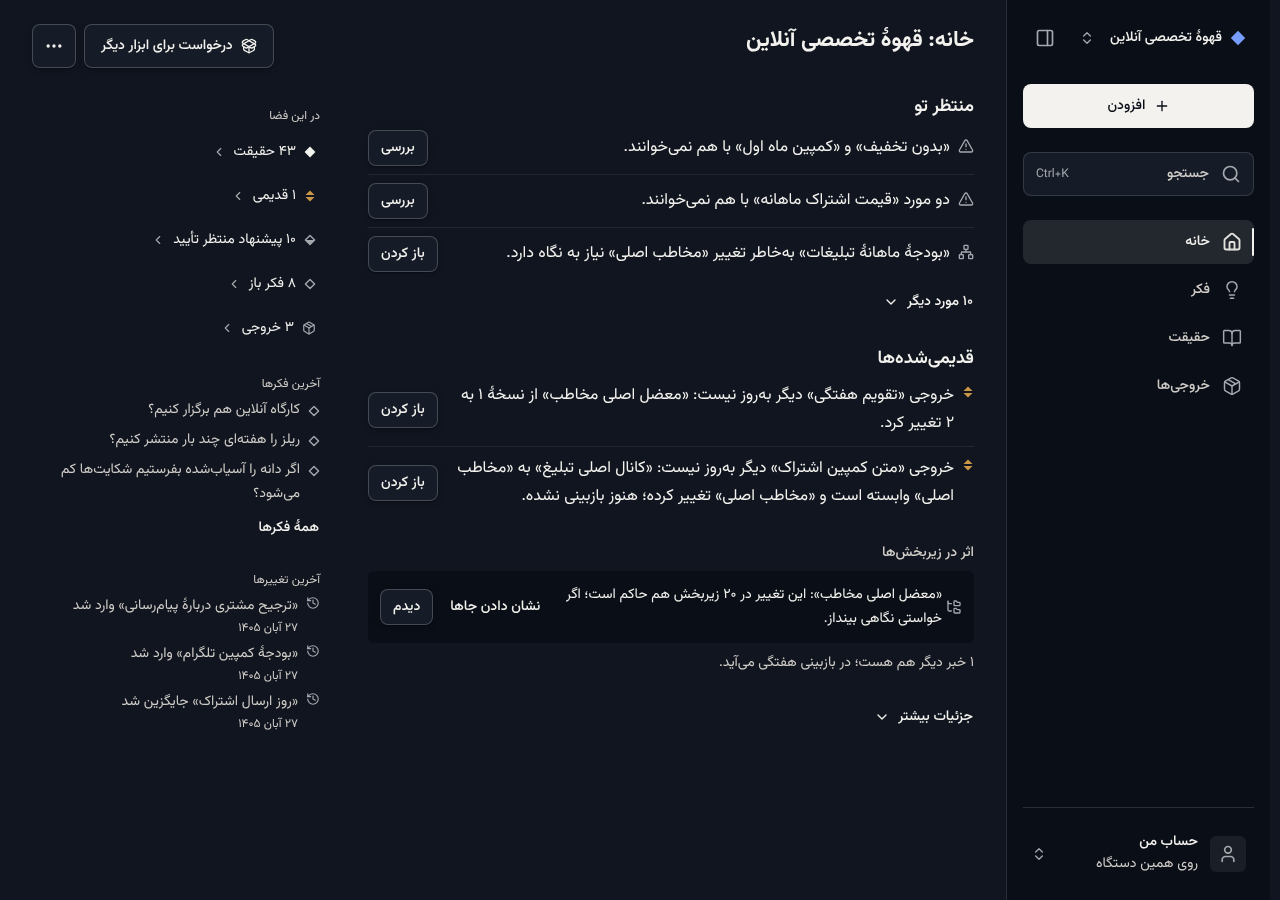 قهوهٔ تخصصی آنلاین
افزودن
جستجو
Ctrl+K
خانه
فکر
حقیقت
خروجی‌ها
حساب من
روی همین دستگاه
خانه: قهوهٔ تخصصی آنلاین
درخواست برای ابزار دیگر
منتظر تو
«بدون تخفیف» و «کمپین ماه اول» با هم نمی‌خوانند.
بررسی
دو مورد «قیمت اشتراک ماهانه» با هم نمی‌خوانند.
بررسی
«بودجهٔ ماهانهٔ تبلیغات» به‌خاطر تغییر «مخاطب اصلی» نیاز به نگاه دارد.
باز کردن
۱۰ مورد دیگر
قدیمی‌شده‌ها
خروجی «تقویم هفتگی» دیگر به‌روز نیست: «معضل اصلی مخاطب» از نسخهٔ ۱ به
۲ تغییر کرد.
باز کردن
خروجی «متن کمپین اشتراک» دیگر به‌روز نیست: «کانال اصلی تبلیغ» به «مخاطب
اصلی» وابسته است و «مخاطب اصلی» تغییر کرده؛ هنوز بازبینی نشده.
باز کردن
اثر در زیربخش‌ها
«معضل اصلی مخاطب»: این تغییر در ۲۰ زیربخش هم حاکم است؛ اگر
خواستی نگاهی بینداز.
نشان دادن جاها
دیدم
۱ خبر دیگر هم هست؛ در بازبینی هفتگی می‌آید.
جزئیات بیشتر
در این فضا
۴۳ حقیقت
۱ قدیمی
۱۰ پیشنهاد منتظر تأیید
۸ فکر باز
۳ خروجی
آخرین فکرها
کارگاه آنلاین هم برگزار کنیم؟
ریلز را هفته‌ای چند بار منتشر کنیم؟
اگر دانه را آسیاب‌شده بفرستیم شکایت‌ها کم
می‌شود؟
همهٔ فکرها
آخرین تغییرها
«ترجیح مشتری دربارهٔ پیام‌رسانی» وارد شد
۲۷ آبان ۱۴۰۵
«بودجهٔ کمپین تلگرام» وارد شد
۲۷ آبان ۱۴۰۵
«روز ارسال اشتراک» جایگزین شد
۲۷ آبان ۱۴۰۵